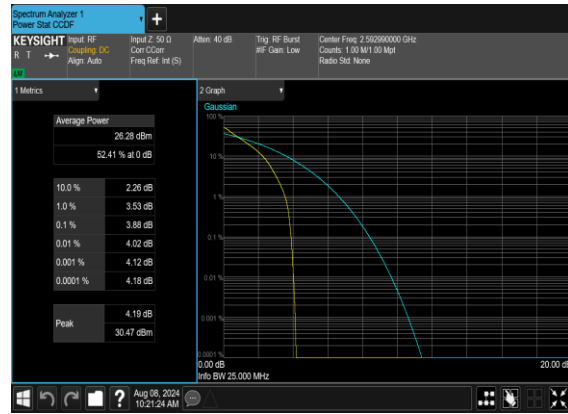 Spectrum Analyzer 1
Power Stat CCDF
KEYSIGHT
R T
LXI
Input: RF
Coupling: DC
Align: Auto
Input Z: 50 Ω
Corr CCorr
Freq Ref: Int (S)
Atten: 40 dB
Trig: RF Burst
#IF Gain: Low
Center Freq: 2.592990000 GHz
Counts: 1.00 M/1.00 Mpt
Radio Std: None
1 Metrics
Average Power
26.28 dBm
52.41 % at 0 dB
10.0 % 2.26 dB
1.0 % 3.53 dB
0.1 % 3.88 dB
0.01 % 4.02 dB
0.001 % 4.12 dB
0.0001 % 4.18 dB
Peak
4.19 dB
30.47 dBm
2 Graph
Gaussian
100 %
10 %
1 %
0.1 %
0.01 %
0.001 %
0.0001 %
0.00 dB
20.00 dB
Info BW 25.000 MHz
?
Aug 08, 2024
10:21:24 AM